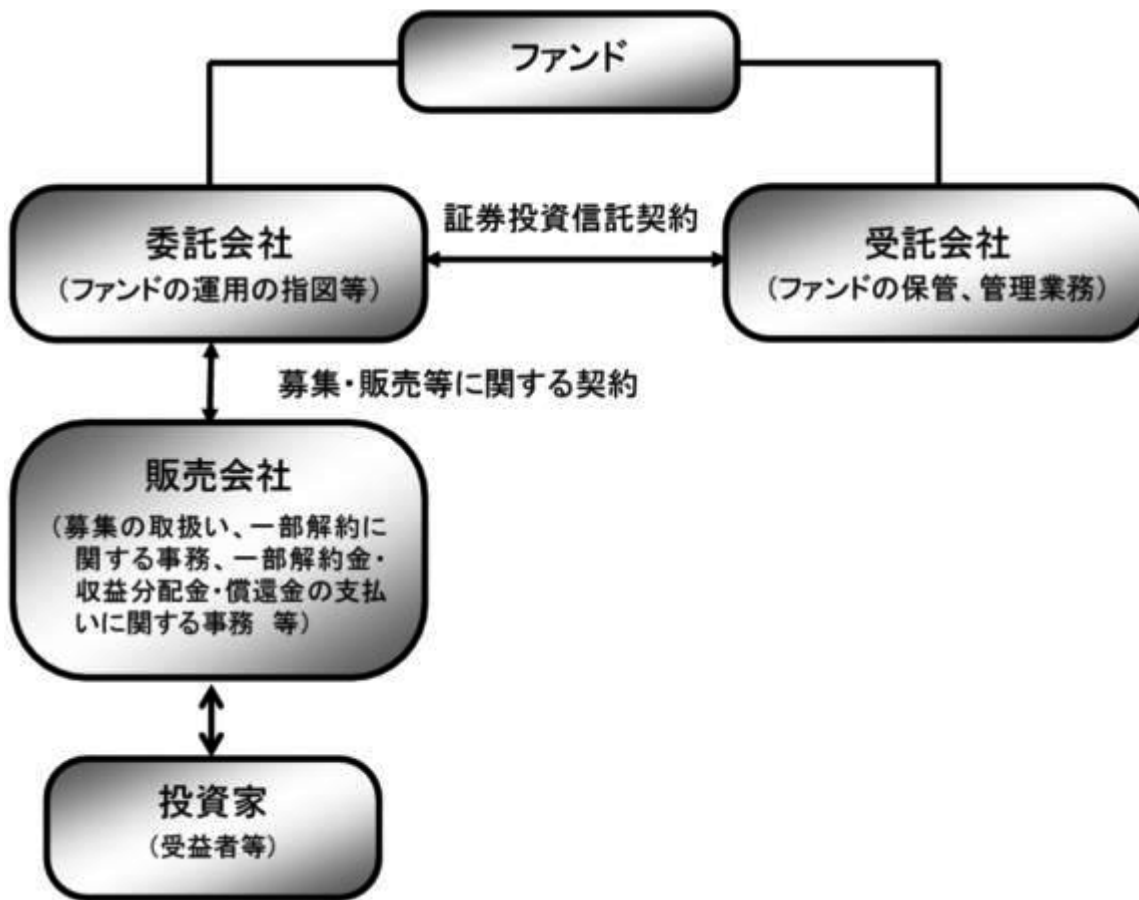 ファンド
委託会社
（ファンドの運用の指図等）
証券投資信託契約
受託会社
（ファンドの保管、管理業務）
募集・販売等に関する契約
販売会社
（募集の取扱い、一部解約に
関する事務、一部解約金・
収益分配金・償還金の支払
いに関する事務 等）
投資家
（受益者等）